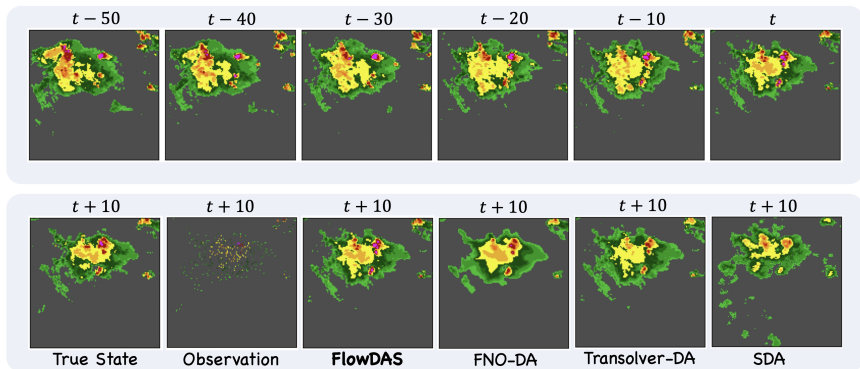 t − 50 t − 40 t − 30 t − 20 t − 10 t
t + 10 t + 10 t + 10 t + 10 t + 10 t + 10
True State Observation FlowDAS FNO-DA Transolver-DA SDA